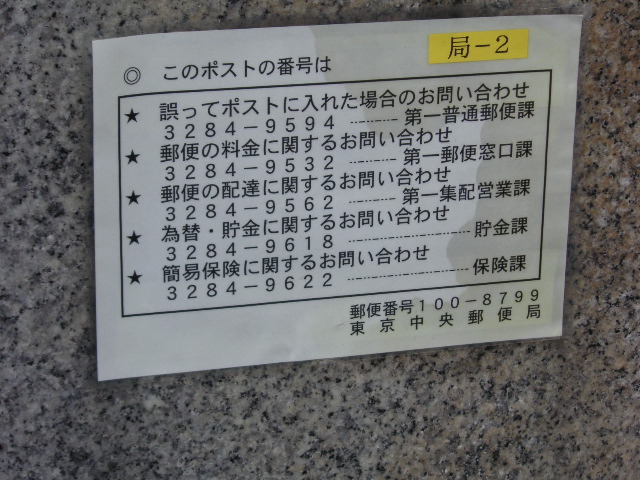 ◎ このポストの番号は 局-2
★ 誤ってポストに入れた場合のお問い合わせ
3284-9594 ………… 第一普通郵便課
★ 郵便の料金に関するお問い合わせ
3284-9532 ………… 第一郵便窓口課
★ 郵便の配達に関するお問い合わせ
3284-9562 ………… 第一集配営業課
★ 為替・貯金に関するお問い合わせ
3284-9618 ………… 貯金課
★ 簡易保険に関するお問い合わせ
3284-9622 ………… 保険課
郵便番号100-8799
東京中央郵便局